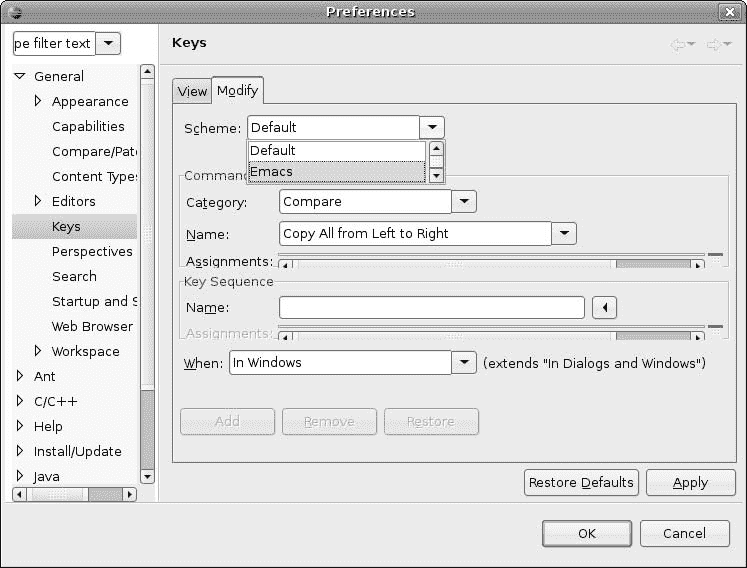 Preferences
pe filter text
Keys
General
Appearance
Capabilities
Compare/Patc
Content Types
Editors
Keys
Perspectives
Search
Startup and S
Web Browser
Workspace
Ant
C/C++
Help
Install/Update
Java
View
Modify
Scheme: Default
Default
Emacs
Comman
Category: Compare
Name: Copy All from Left to Right
Assignments:
Key Sequence
Name:
Assignments:
When: In Windows (extends "In Dialogs and Windows")
Add Remove Restore
Restore Defaults Apply
OK Cancel